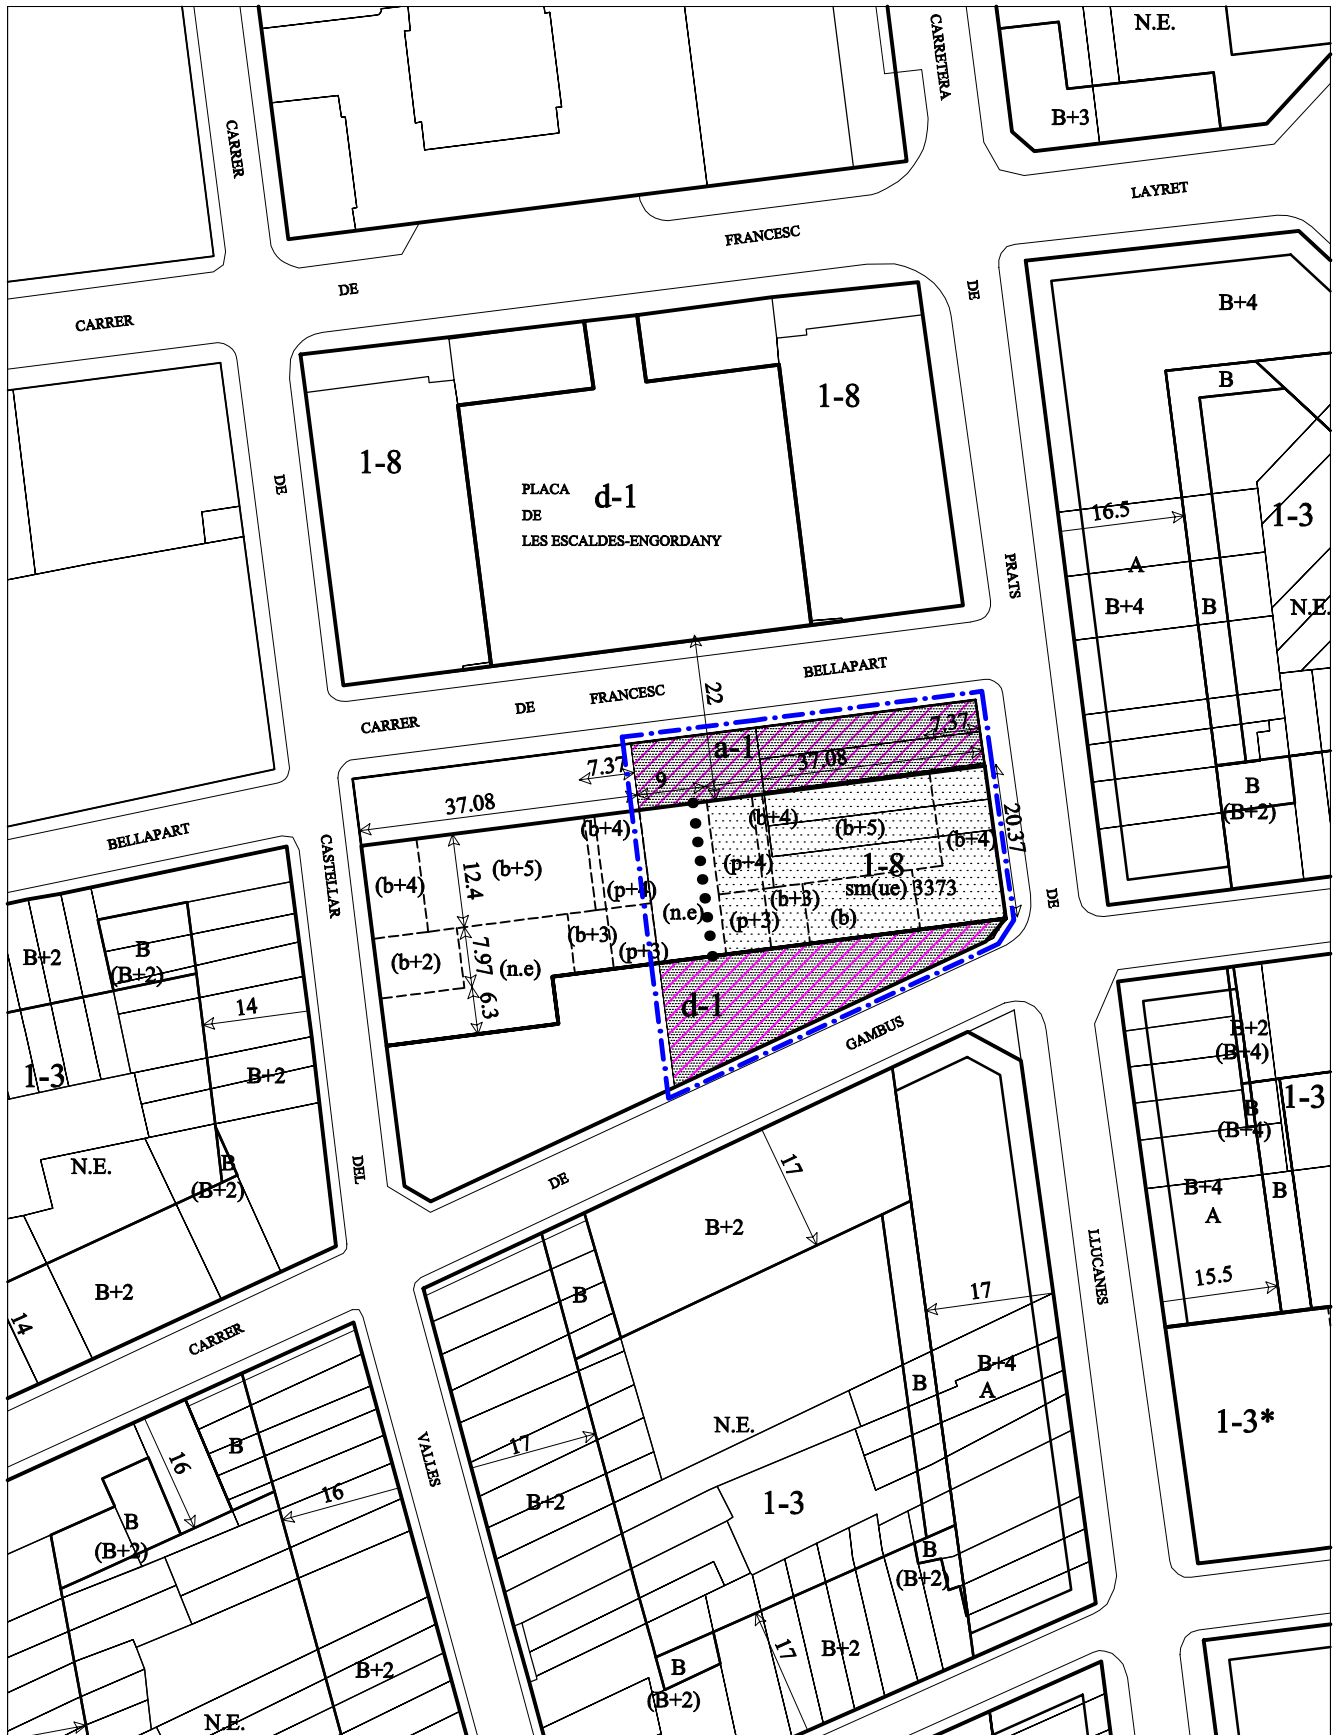 N.E.
CARRETERA
B+3
CARRER
LAYRET
FRANCESC
DE
DE
CARRER
B+4
B
1-8
1-8
DE
PLACA
d-1
DE
LES ESCALDES-ENGORDANY
16.5
1-3
A
PRATS
B+4
B
N.E.
BELLAPART
22
FRANCESC
DE
CARRER
7.37
a-1
37.08
7.37
9
37.08
B
(B+2)
20.37
BELLAPART
CASTELLAR
(b+4)
(b+4)
(b+5)
(b+4)
12.4
(b+5)
(p+4)
1-8
(b+4)
(p+4)
sm(ue) 3373
DE
(b+3)
(n.e)
(p+3)
(b)
(b+3)
(p+3)
B+2
B
(B+2)
(b+2)
7.97
(n.e)
6.3
14
d-1
GAMBUS
B+2
(B+4)
1-3
B+2
1-3
B
(B+4)
N.E.
B
(B+2)
DEL
DE
17
B+4
A
B
B+2
LLUCANES
15.5
B+2
14
B
17
CARRER
B+4
A
B
1-3*
N.E.
VALLES
B
16
17
16
B+2
1-3
B
(B+2)
B
(B+2)
17
B+2
B+2
B
(B+2)
N.E.